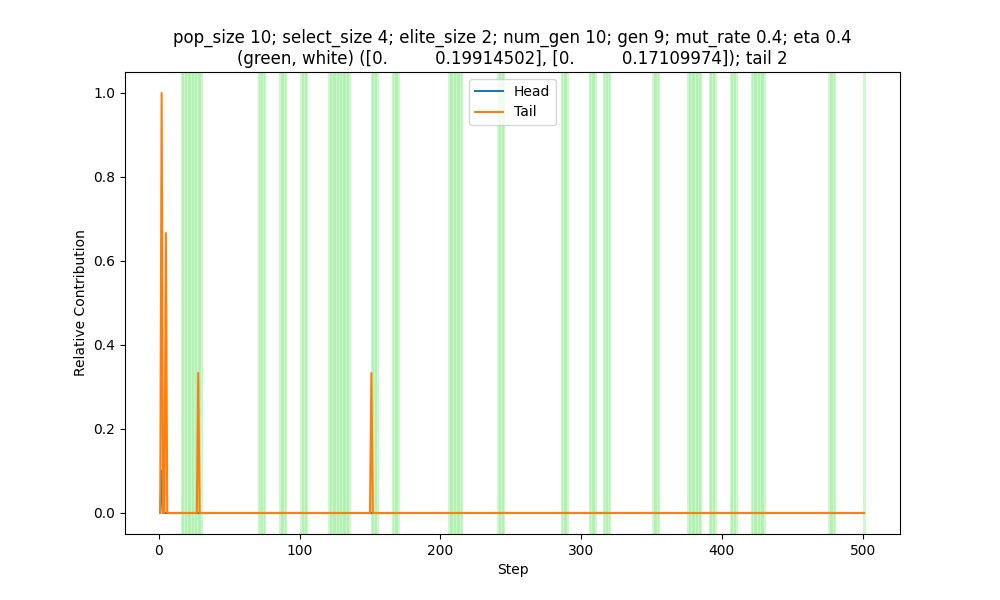 pop_size 10; select_size 4; elite_size 2; num_gen 10; gen 9; mut_rate 0.4; eta 0.4
(green, white) ([0.         0.19914502], [0.         0.17109974]); tail 2
Head
Tail
Relative Contribution
1.0
0.8
0.6
0.4
0.2
0.0
0 100 200 300 400 500
Step